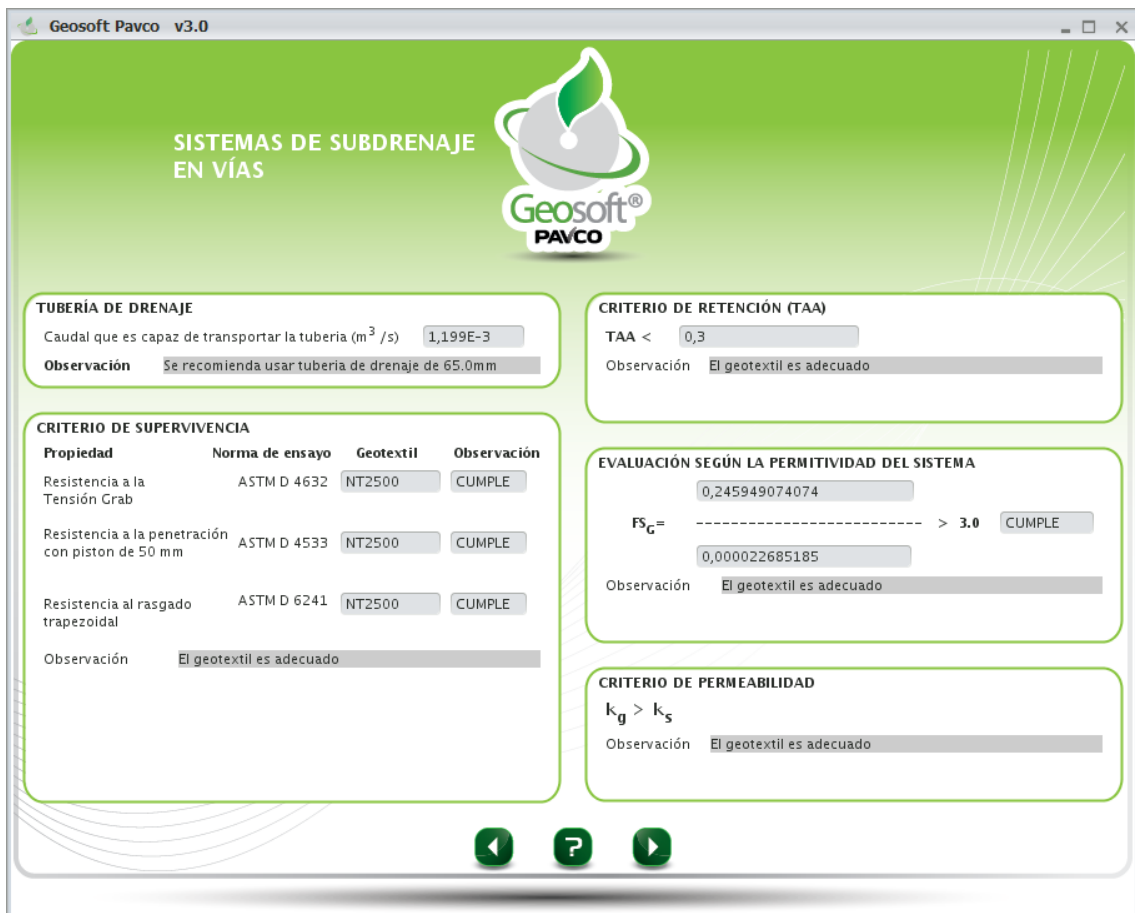 Geosoft Pavco v3.0
SISTEMAS DE SUBDRENAJE
EN VÍAS
Geosoft®
PAVCO
TUBERÍA DE DRENAJE
Caudal que es capaz de transportar la tuberia (m³ /s) 1,199E-3
Observación Se recomienda usar tuberia de drenaje de 65.0mm
CRITERIO DE SUPERVIVENCIA
Propiedad Norma de ensayo Geotextil Observación
Resistencia a la
Tensión Grab ASTM D 4632 NT2500 CUMPLE
Resistencia a la penetración
con piston de 50 mm ASTM D 4533 NT2500 CUMPLE
Resistencia al rasgado
trapezoidal ASTM D 6241 NT2500 CUMPLE
Observación El geotextil es adecuado
CRITERIO DE RETENCIÓN (TAA)
TAA < 0,3
Observación El geotextil es adecuado
EVALUACIÓN SEGÚN LA PERMITIVIDAD DEL SISTEMA
0,245949074074
FS_G= -------------------------- > 3.0 CUMPLE
0,000022685185
Observación El geotextil es adecuado
CRITERIO DE PERMEABILIDAD
k_g > k_s
Observación El geotextil es adecuado
?